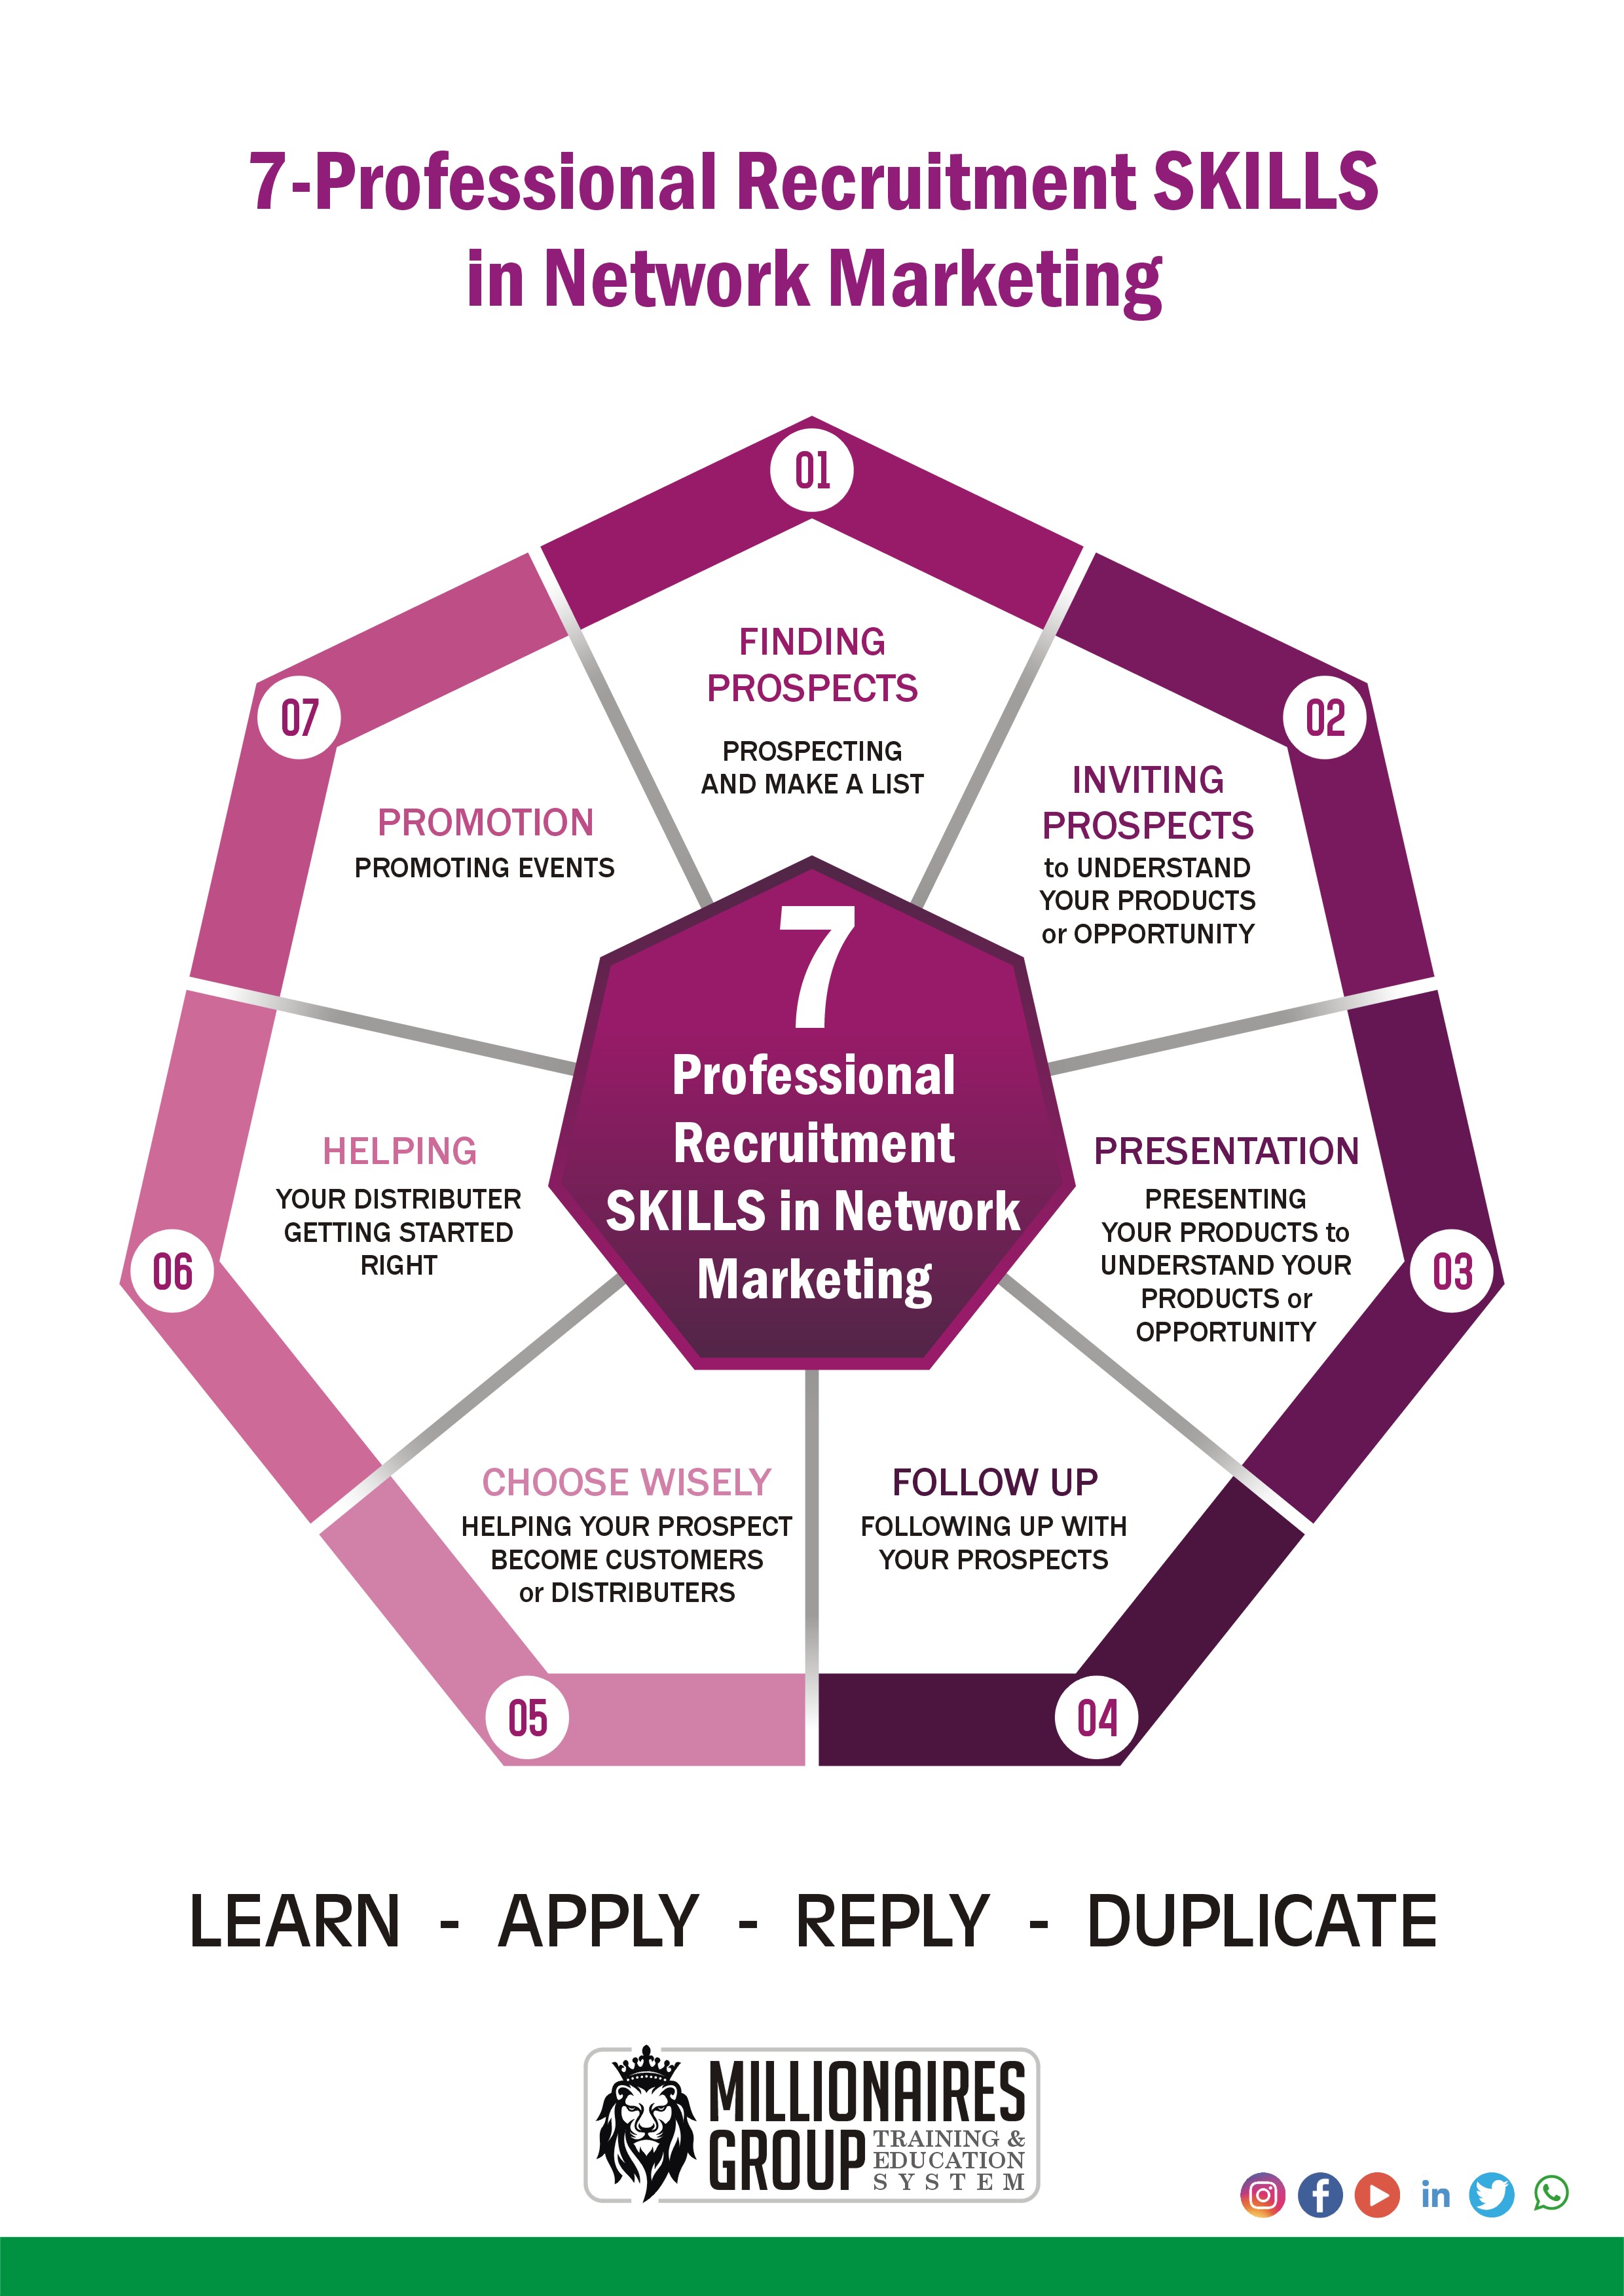 7-Professional Recruitment SKILLS
in Network Marketing
01
FINDING
PROSPECTS
PROSPECTING
AND MAKE A LIST
02
INVITING
PROSPECTS
to UNDERSTAND
YOUR PRODUCTS
or OPPORTUNITY
03
PRESENTATION
PRESENTING
YOUR PRODUCTS to
UNDERSTAND YOUR
PRODUCTS or
OPPORTUNITY
04
FOLLOW UP
FOLLOWING UP WITH
YOUR PROSPECTS
05
CHOOSE WISELY
HELPING YOUR PROSPECT
BECOME CUSTOMERS
or DISTRIBUTERS
06
HELPING
YOUR DISTRIBUTER
GETTING STARTED
RIGHT
07
PROMOTION
PROMOTING EVENTS
7
Professional
Recruitment
SKILLS in Network
Marketing
LEARN - APPLY - REPLY - DUPLICATE
MILLIONAIRES
GROUP
TRAINING &
EDUCATION
SYSTEM
in